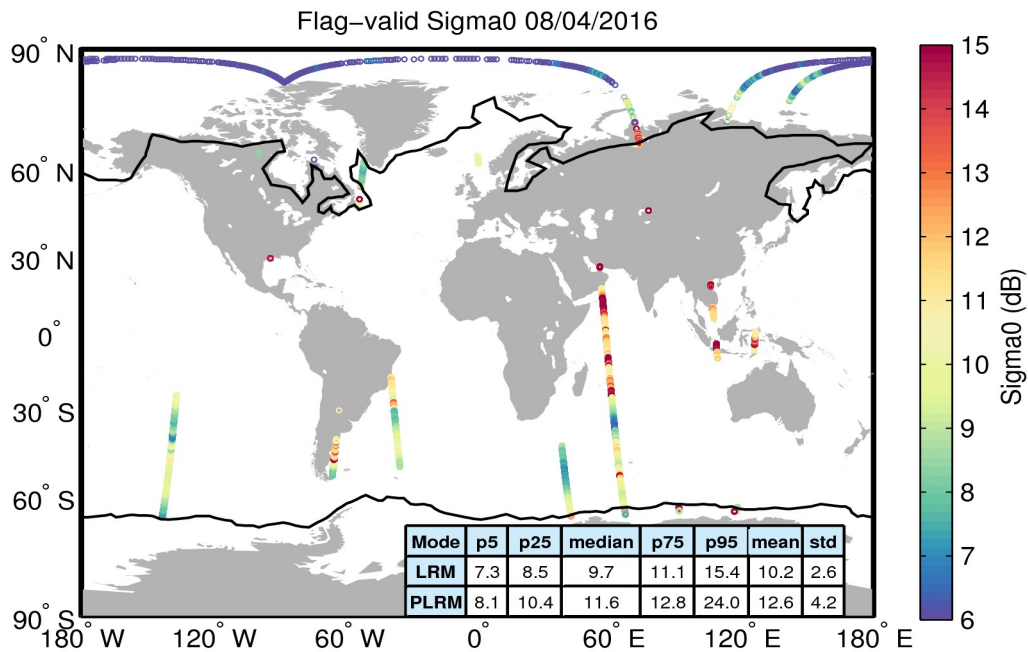 Flag−valid Sigma0 08/04/2016
90° N
60° N
30° N
0°
30° S
60° S
90° S
180° W
120° W
60° W
0°
60° E
120° E
180° E
Mode p5 p25 median p75 p95 mean std
LRM 7.3 8.5 9.7 11.1 15.4 10.2 2.6
PLRM 8.1 10.4 11.6 12.8 24.0 12.6 4.2
15
14
13
12
11
10
9
8
7
6
Sigma0 (dB)